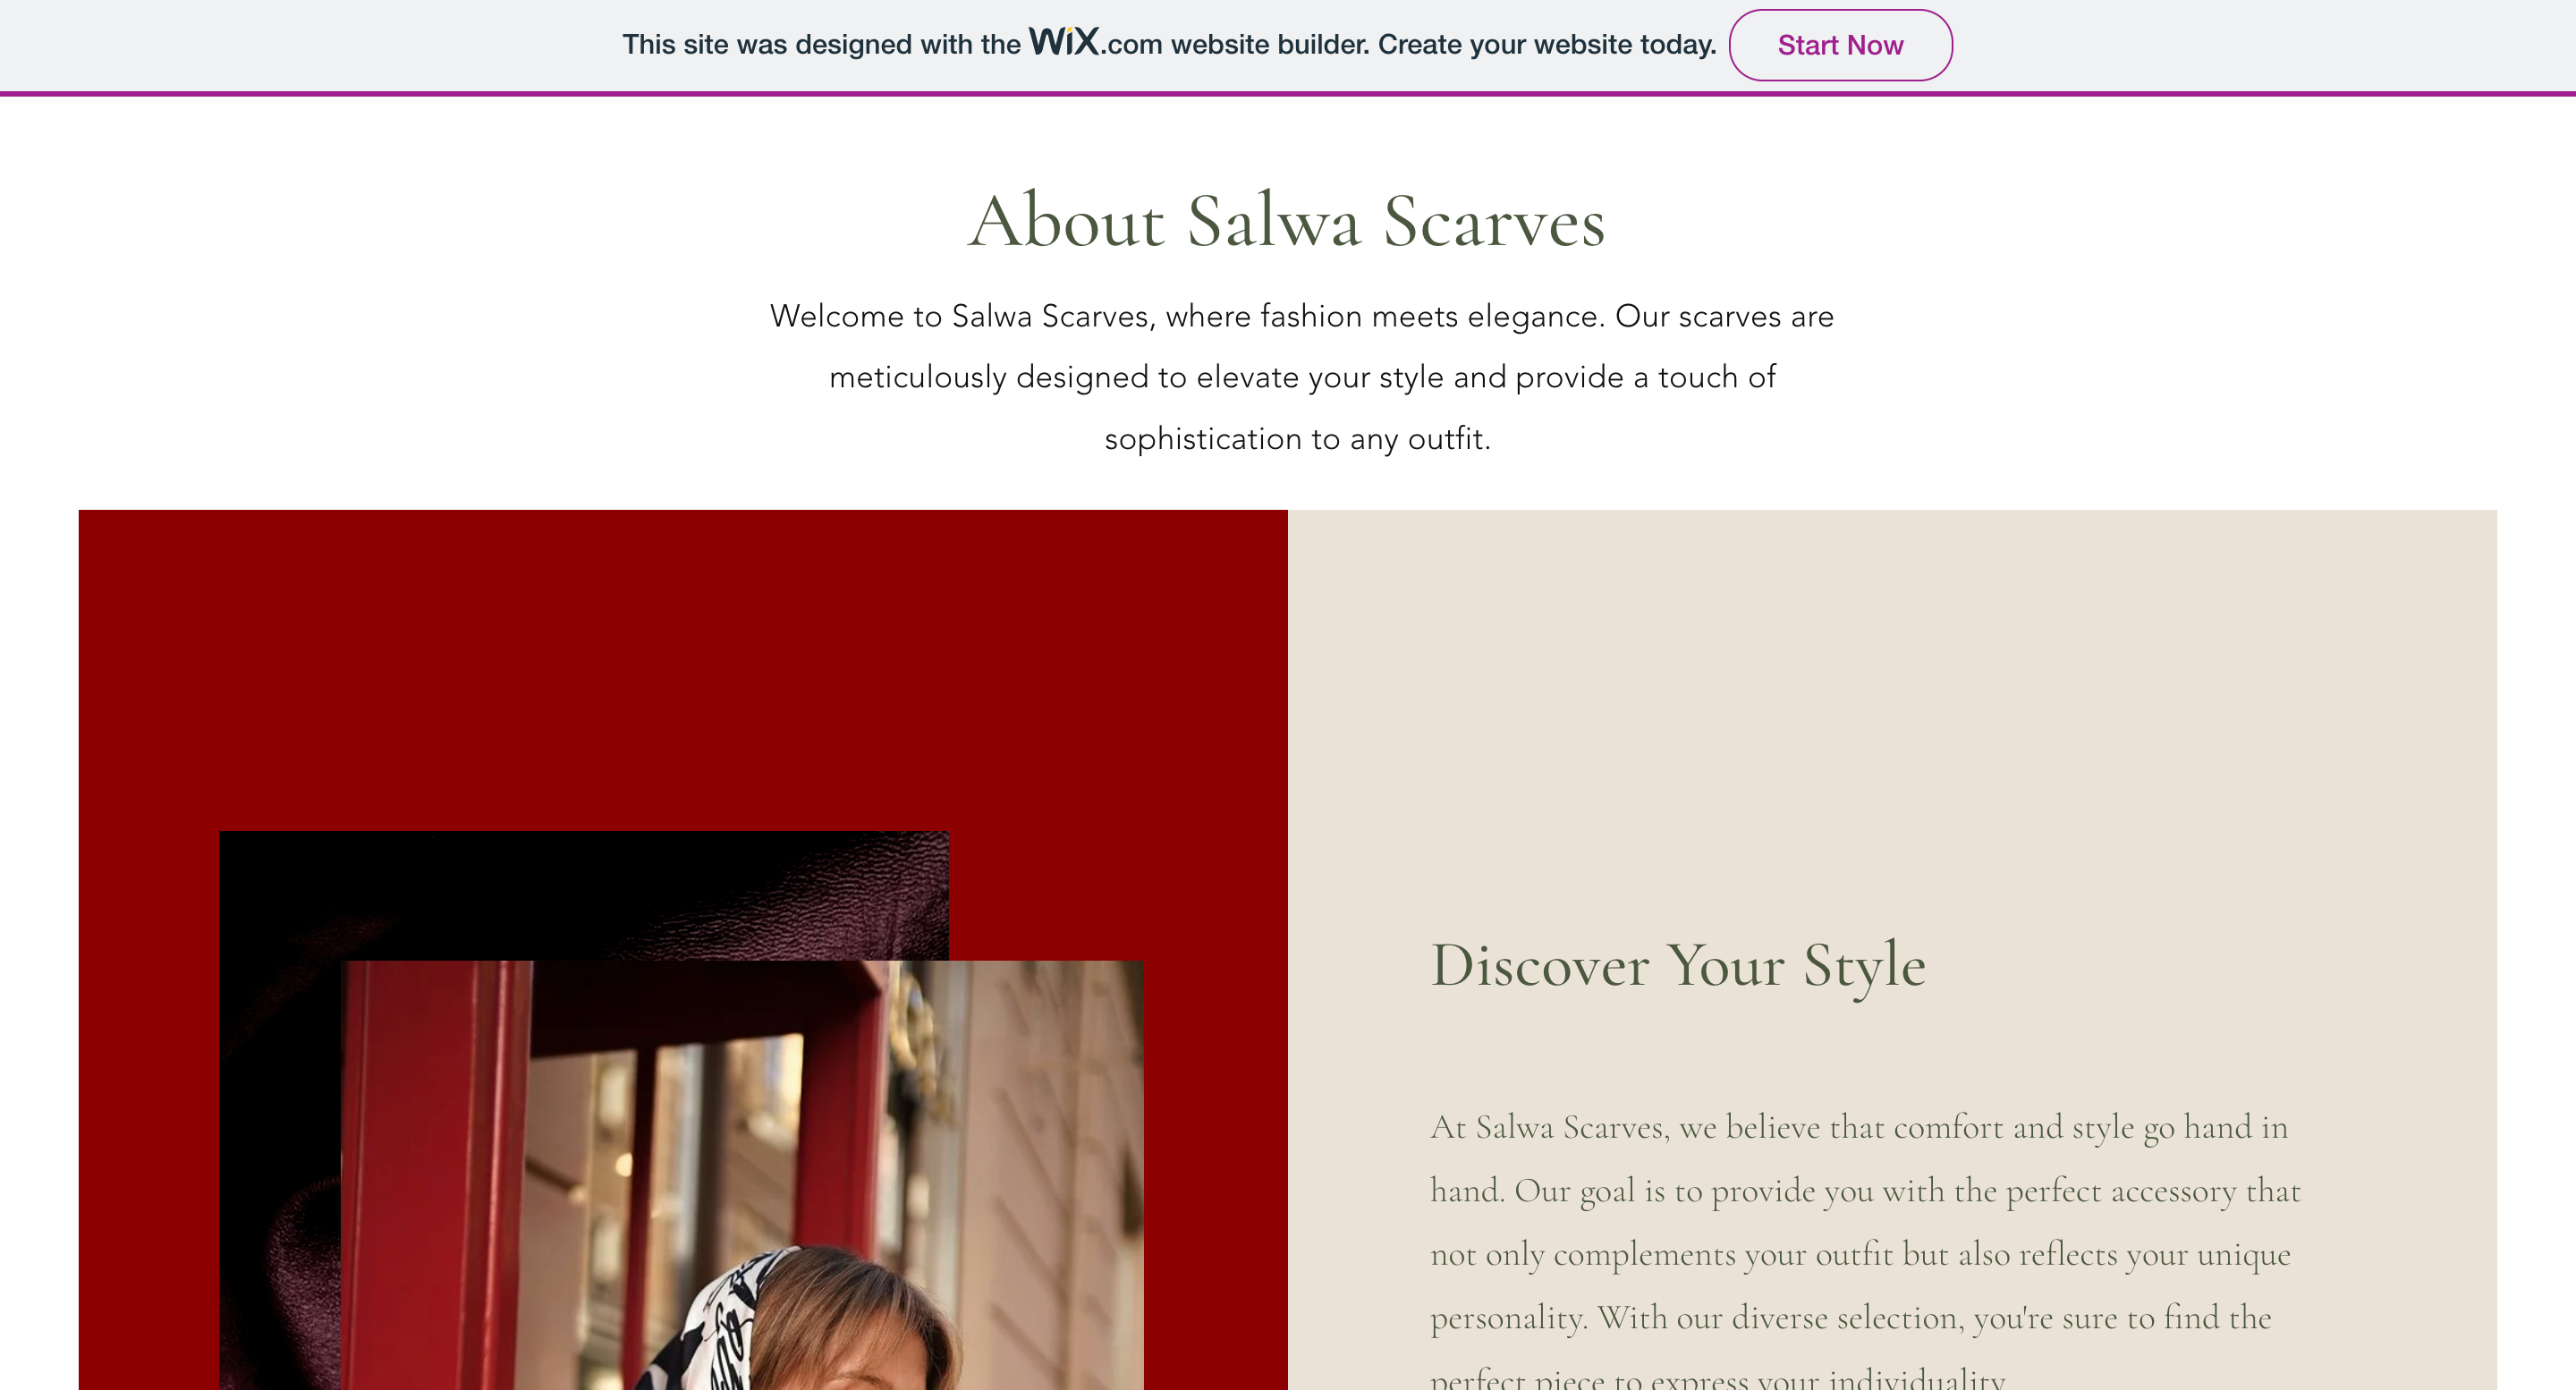 This site was designed with the WiX.com website builder. Create your website today. Start Now
About Salwa Scarves
Welcome to Salwa Scarves, where fashion meets elegance. Our scarves are
meticulously designed to elevate your style and provide a touch of
sophistication to any outfit.
Discover Your Style
At Salwa Scarves, we believe that comfort and style go hand in
hand. Our goal is to provide you with the perfect accessory that
not only complements your outfit but also reflects your unique
personality. With our diverse selection, you're sure to find the
perfect piece to express your individuality